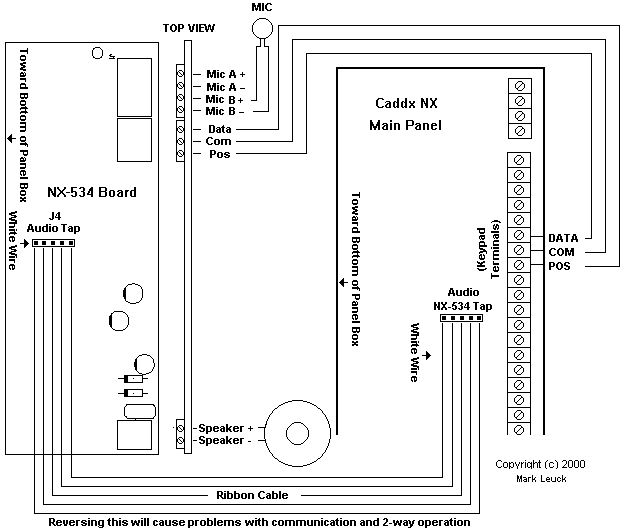 MIC
TOP VIEW
Mic A +
Mic A -
Mic B +
Mic B -
Data
Com
Pos
Caddx NX
Main Panel
Toward Bottom of Panel Box
NX-534 Board
J4
Audio Tap
White Wire
Toward Bottom of Panel Box
(Keypad
Terminals)
DATA
COM
POS
Audio
NX-534 Tap
White Wire
Speaker +
Speaker -
Copyright (c) 2000
Mark Leuck
Ribbon Cable
Reversing this will cause problems with communication and 2-way operation